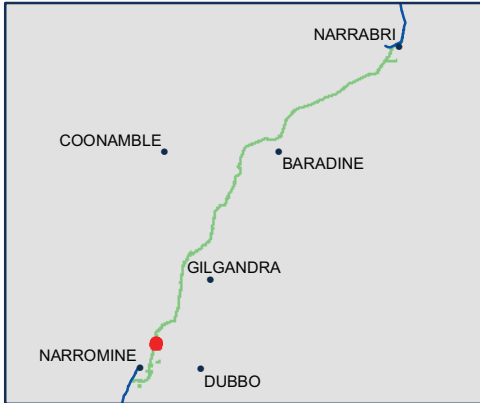 NARRABRI
COONAMBLE
BARADINE
GILGANDRA
NARROMINE
DUBBO